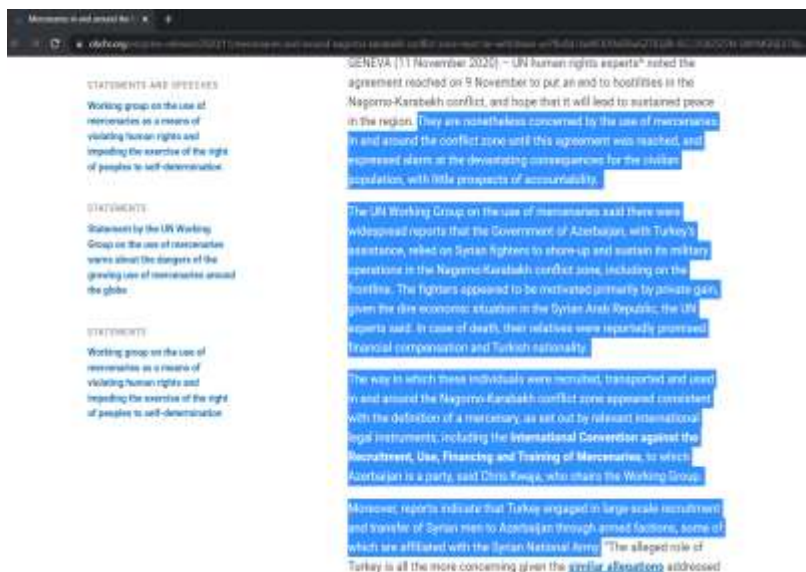 Mercenaries in and around the
ohchr.org
STATEMENTS AND SPEECHES
Working group on the use of
mercenaries as a means of
violating human rights and
impeding the exercise of the right
of peoples to self-determination
STATEMENTS
Statement by the UN Working
Group on the use of mercenaries
warns about the dangers of the
growing use of mercenaries around
the globe
STATEMENTS
Working group on the use of
mercenaries as a means of
violating human rights and
impeding the exercise of the right
of peoples to self-determination
GENEVA (11 November 2020) – UN human rights experts* noted the
agreement reached on 9 November to put an end to hostilities in the
Nagorno-Karabakh conflict, and hope that it will lead to sustained peace
in the region. They are nonetheless concerned by the use of mercenaries
in and around the conflict zone until this agreement was reached, and
expressed alarm at the devastating consequences for the civilian
population, with little prospects of accountability.
The UN Working Group on the use of mercenaries said there were
widespread reports that the Government of Azerbaijan, with Turkey's
assistance, relied on Syrian fighters to shore-up and sustain its military
operations in the Nagorno-Karabakh conflict zone, including on the
frontline. The fighters appeared to be motivated primarily by private gain,
given the dire economic situation in the Syrian Arab Republic, the UN
experts said. In case of death, their relatives were reportedly promised
financial compensation and Turkish nationality.
The way in which these individuals were recruited, transported and used
in and around the Nagorno-Karabakh conflict zone appeared consistent
with the definition of a mercenary, as set out by relevant international
legal instruments, including the International Convention against the
Recruitment, Use, Financing and Training of Mercenaries, to which
Azerbaijan is a party, said Chris Kwaja, who chairs the Working Group.
Moreover, reports indicate that Turkey engaged in large-scale recruitment
and transfer of Syrian men to Azerbaijan through armed factions, some of
which are affiliated with the Syrian National Army. "The alleged role of
Turkey is all the more concerning given the similar allegations addressed